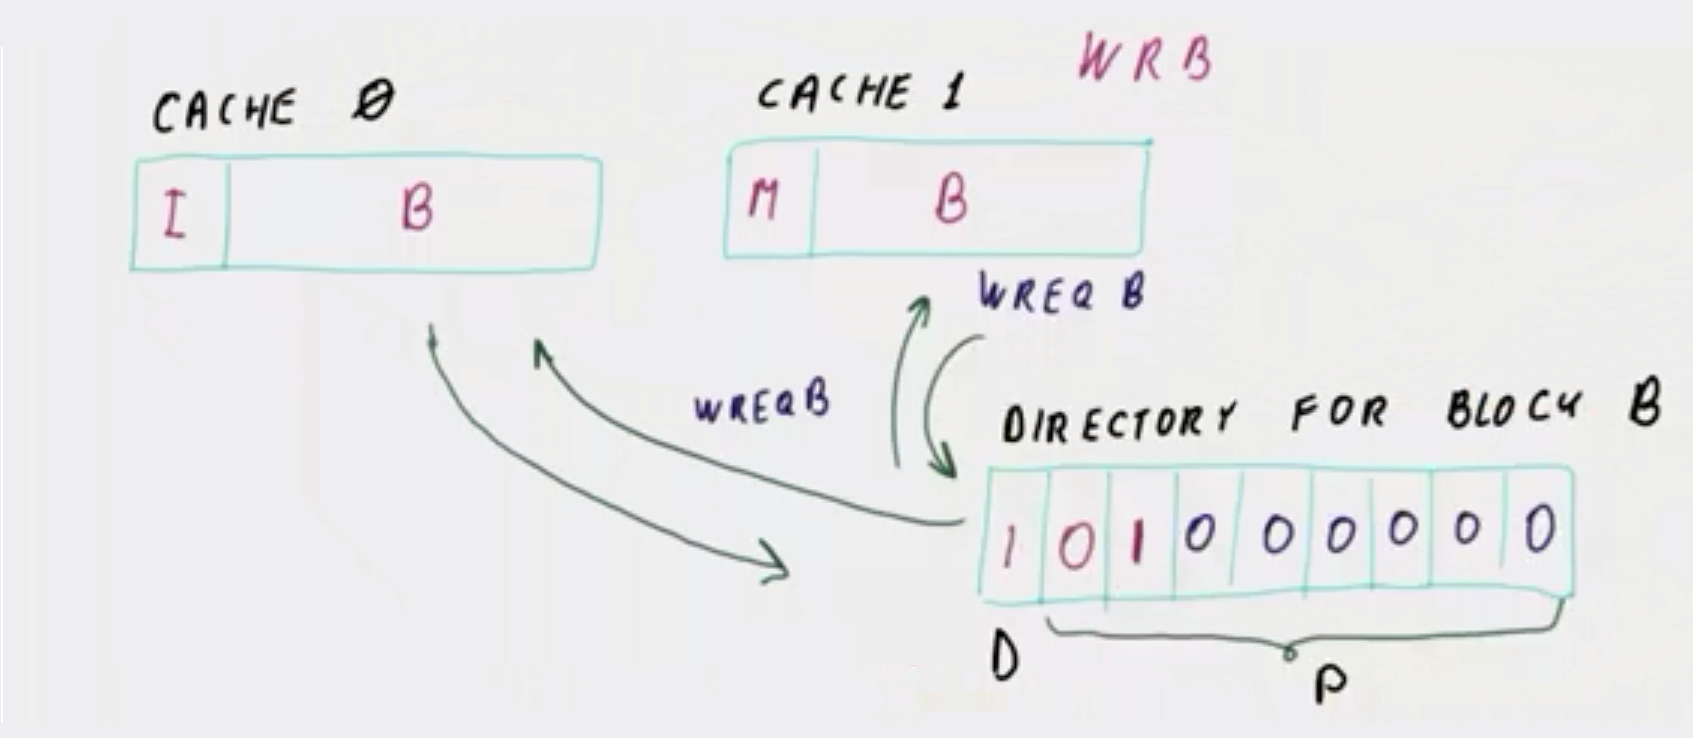 WRB
CACHE 0
CACHE 1
I B
M B
WREQ B
WREQB
DIRECTORY FOR BLOCK B
1 0 1 0 0 0 0 0 0
D
P